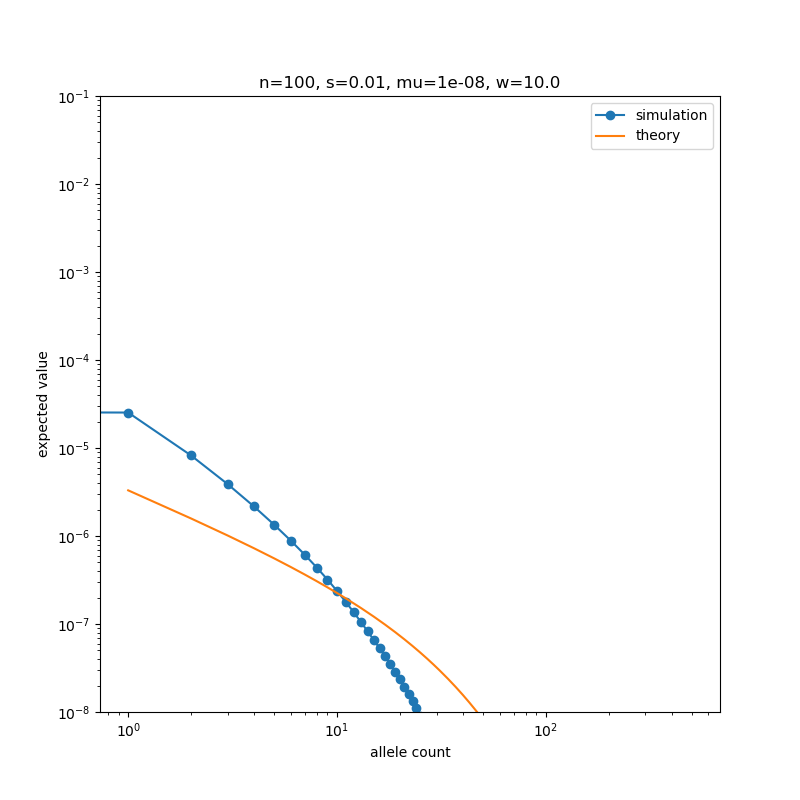 n=100, s=0.01, mu=1e-08, w=10.0
simulation
theory
10⁻¹
10⁻²
10⁻³
10⁻⁴
10⁻⁵
10⁻⁶
10⁻⁷
10⁻⁸
expected value
10⁰
10¹
10²
allele count